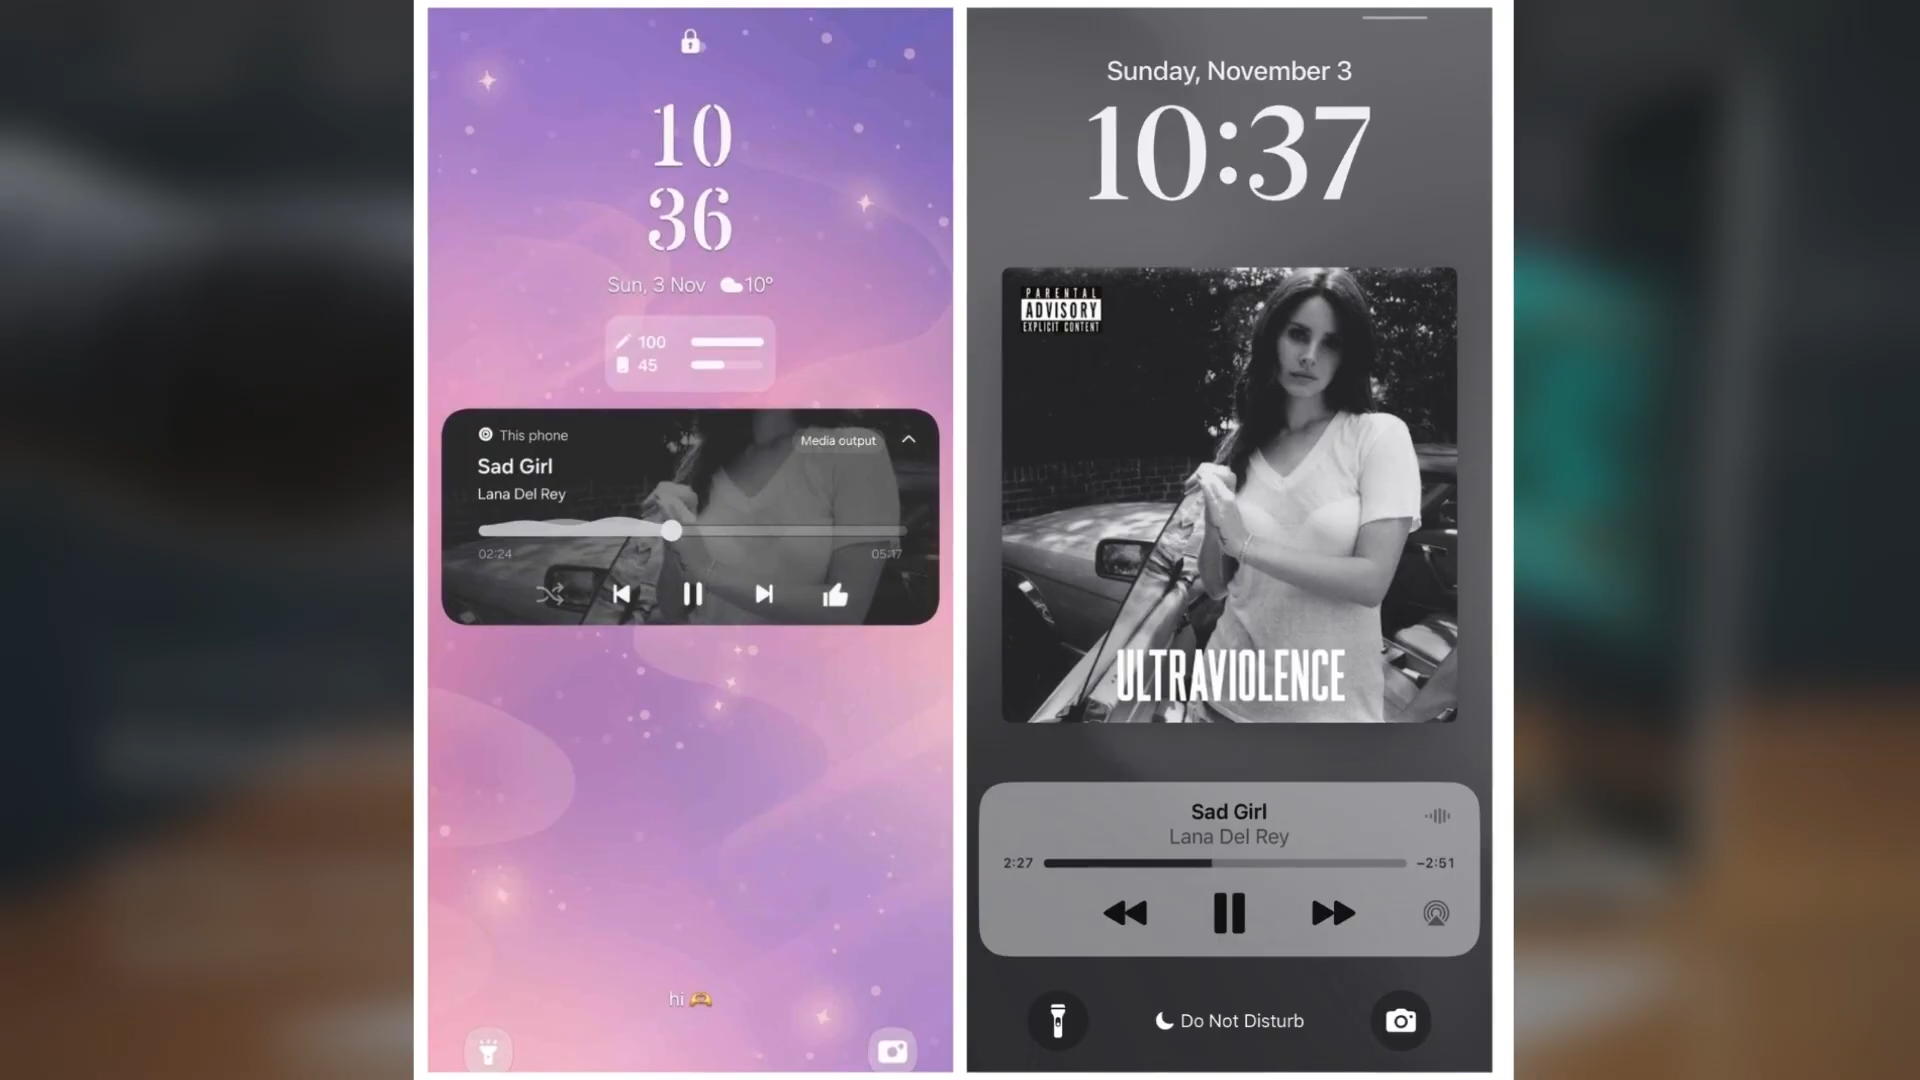 10
36
Sun, 3 Nov 10°
100
45
This phone
Media output
Sad Girl
Lana Del Rey
02:24
05:17
hi
Sunday, November 3
10:37
PARENTAL
ADVISORY
EXPLICIT CONTENT
ULTRAVIOLENCE
Sad Girl
Lana Del Rey
2:27
-2:51
Do Not Disturb